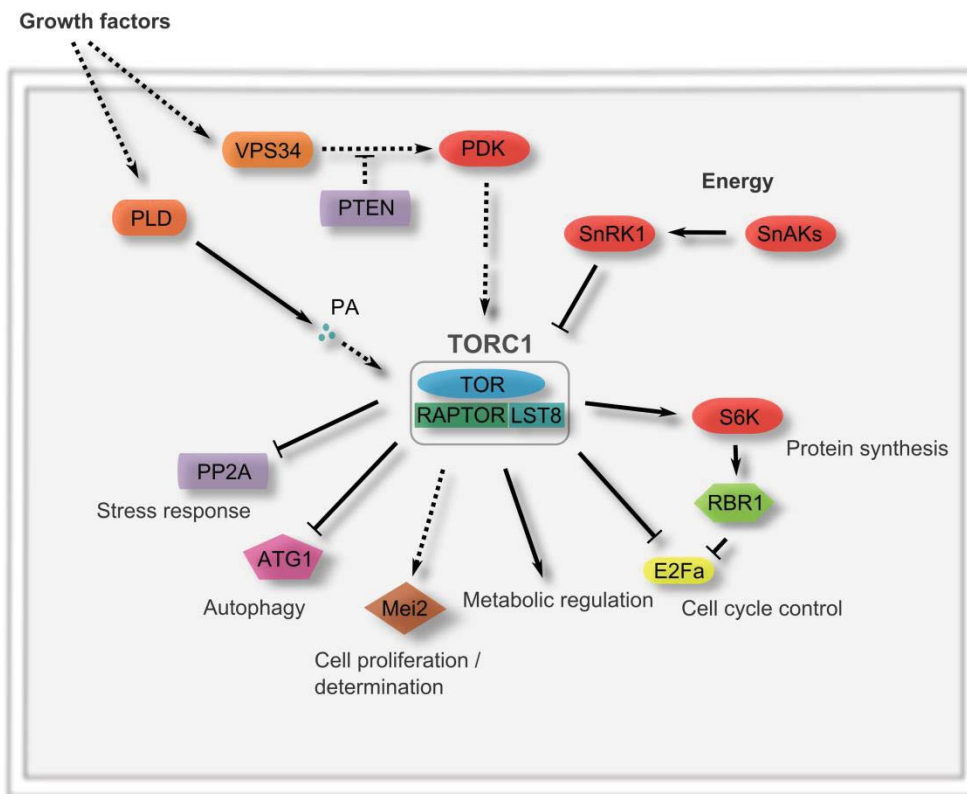 Growth factors
VPS34
PDK
PTEN
Energy
PLD
SnRK1
SnAKs
PA
TORC1
TOR
RAPTOR LST8
S6K
Protein synthesis
PP2A
Stress response
RBR1
ATG1
Autophagy
E2Fa
Mei2
Metabolic regulation
Cell cycle control
Cell proliferation /
determination